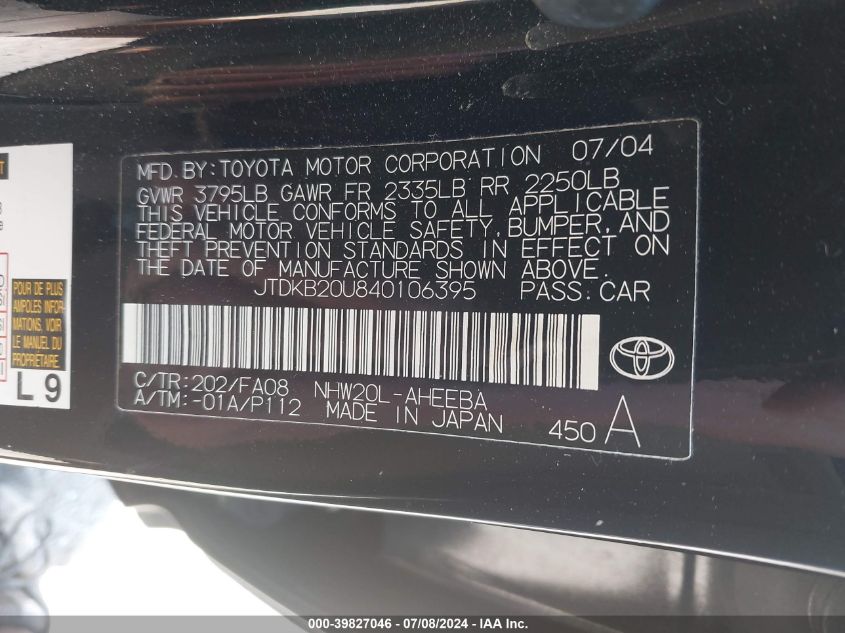 MFD. BY: TOYOTA MOTOR CORPORATION 07/04
GVWR 3795LB GAWR FR 2335LB RR 2250LB
THIS VEHICLE CONFORMS TO ALL APPLICABLE
FEDERAL MOTOR VEHICLE SAFETY, BUMPER, AND
THEFT PREVENTION STANDARDS IN EFFECT ON
THE DATE OF MANUFACTURE SHOWN ABOVE.
JTDKB20U840106395 PASS. CAR
C/TR: 202/FA08 NHW20L-AHEEBA
A/TM: -01A/P112 MADE IN JAPAN 450 A
POUR DE PLUS
AMPLES INFOR-
MATIONS, VOIR
LE MANUEL DU
PROPRIÉTAIRE
L 9
000-39827046 / 07/08/2024 - IAA Inc.